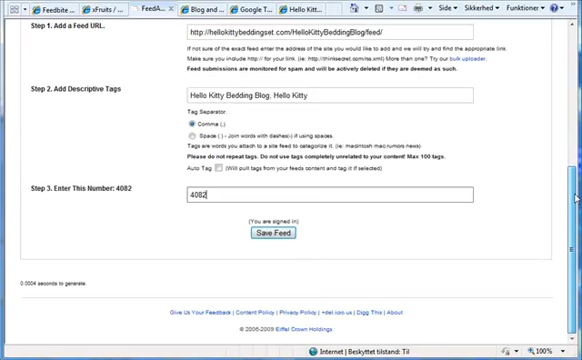 Feedbite ...
xFruits / ...
FeedA...
Blog and ...
Google T...
Hello Kitt...
Side
Sikkerhed
Funktioner
Step 1. Add a Feed URL.
http://hellokittybeddingset.com/HelloKittyBeddingBlog/feed/
If not sure of the exact feed enter the address of the site you would like to add and we will try and find the appropriate link.
Make sure you include http:// for your link. (ie: http://thinksecret.com/rss.xml) More than one? Try our bulk uploader.
Feed submissions are monitored for spam and will be actively deleted if they are deemed as such.
Step 2. Add Descriptive Tags
Hello Kitty Bedding Blog, Hello Kitty
Tag Separator:
Comma (,)
Space ( ) - Join words with dashes(-) if using spaces.
Tags are words you attach to a site feed to categorize it. (ie: macintosh mac rumors news)
Please do not repeat tags. Do not use tags completely unrelated to your content! Max 100 tags.
Auto Tag (Will pull tags from your feeds content and tag it if selected)
Step 3. Enter This Number: 4082
4082
(You are signed in)
Save Feed
0.0004 seconds to generate.
Give Us Your Feedback | Content Policy | Privacy Policy | +del.icio.us | Digg This | About
© 2005-2009 Eiffel Crown Holdings.
Internet | Beskyttet tilstand: Til
100%